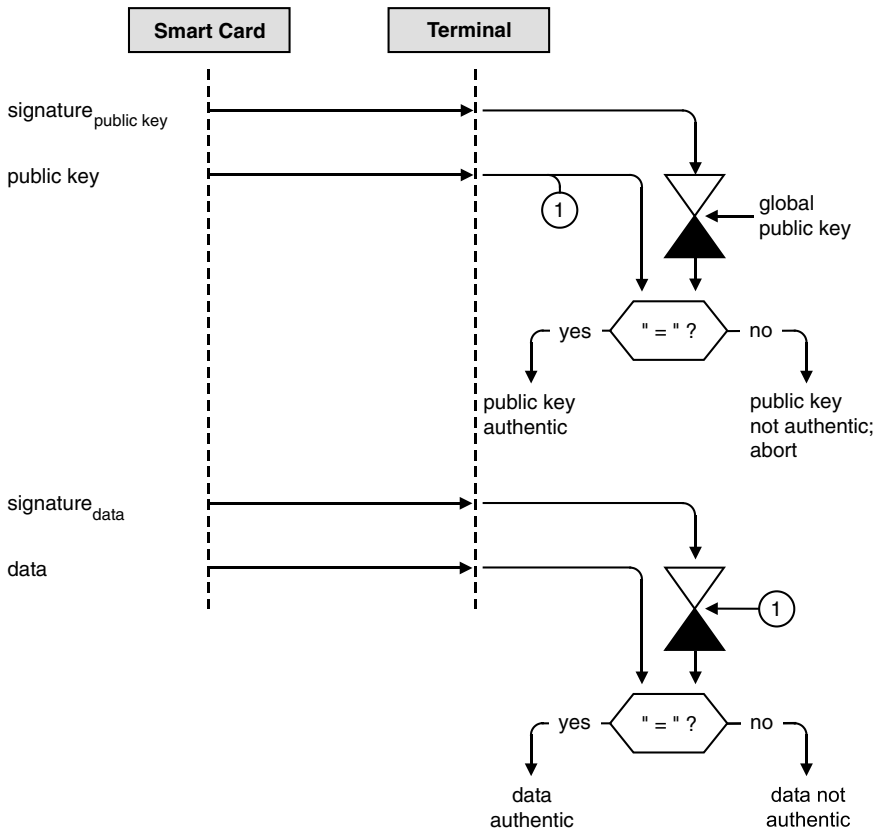 Smart Card
Terminal
signature public key
public key
1
global
public key
" = " ?
yes
no
public key
authentic
public key
not authentic;
abort
signature data
data
1
" = " ?
yes
no
data
authentic
data not
authentic